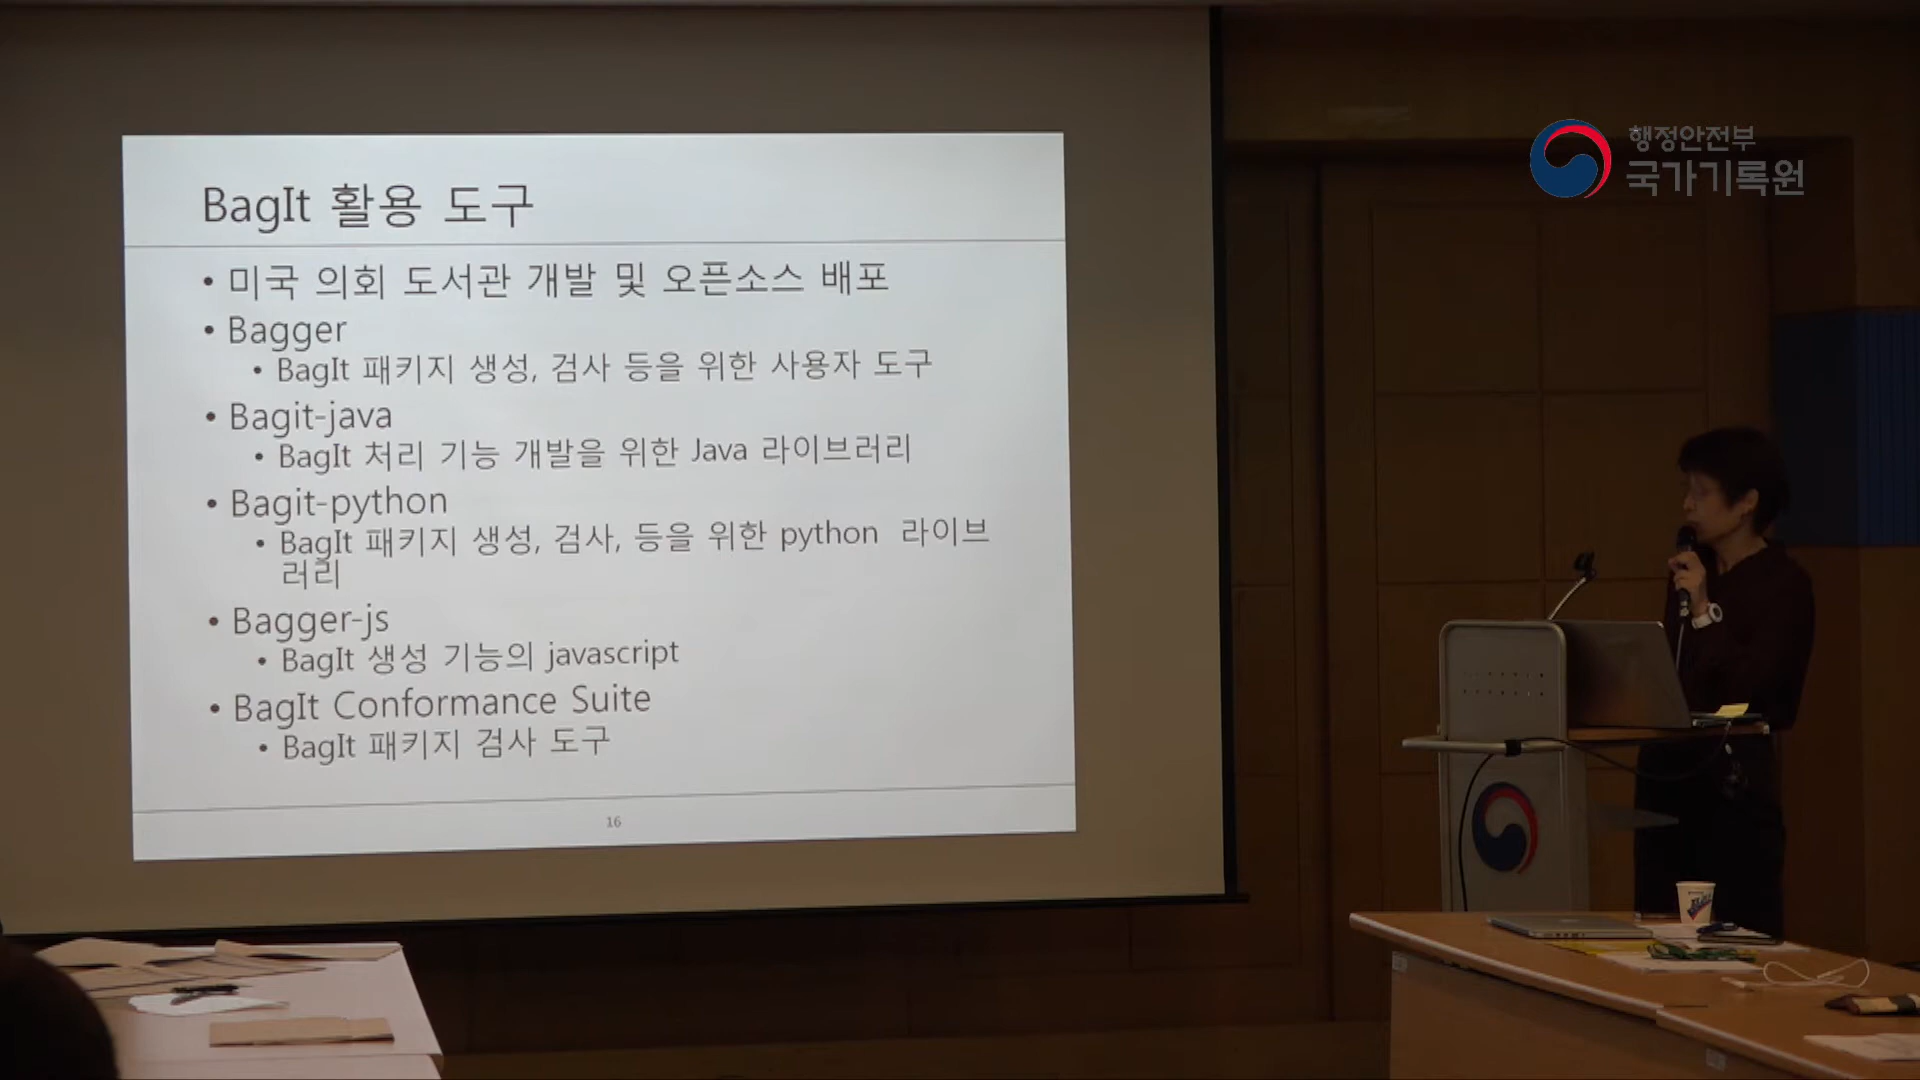 BagIt 활용 도구
• 미국 의회 도서관 개발 및 오픈소스 배포
• Bagger
• BagIt 패키지 생성, 검사 등을 위한 사용자 도구
• Bagit-java
• BagIt 처리 기능 개발을 위한 Java 라이브러리
• Bagit-python
• BagIt 패키지 생성, 검사, 등을 위한 python 라이브
러리
• Bagger-js
• BagIt 생성 기능의 javascript
• BagIt Conformance Suite
• BagIt 패키지 검사 도구
16
행정안전부
국가기록원